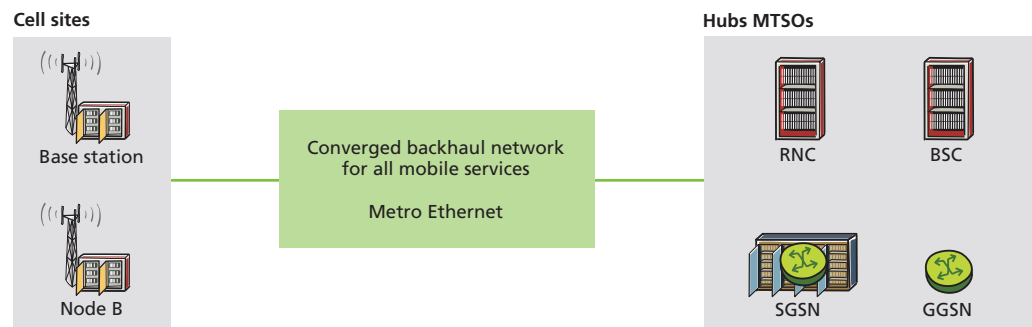 Cell sites
Base station
Node B
Converged backhaul network
for all mobile services
Metro Ethernet
Hubs MTSOs
RNC
BSC
SGSN
GGSN